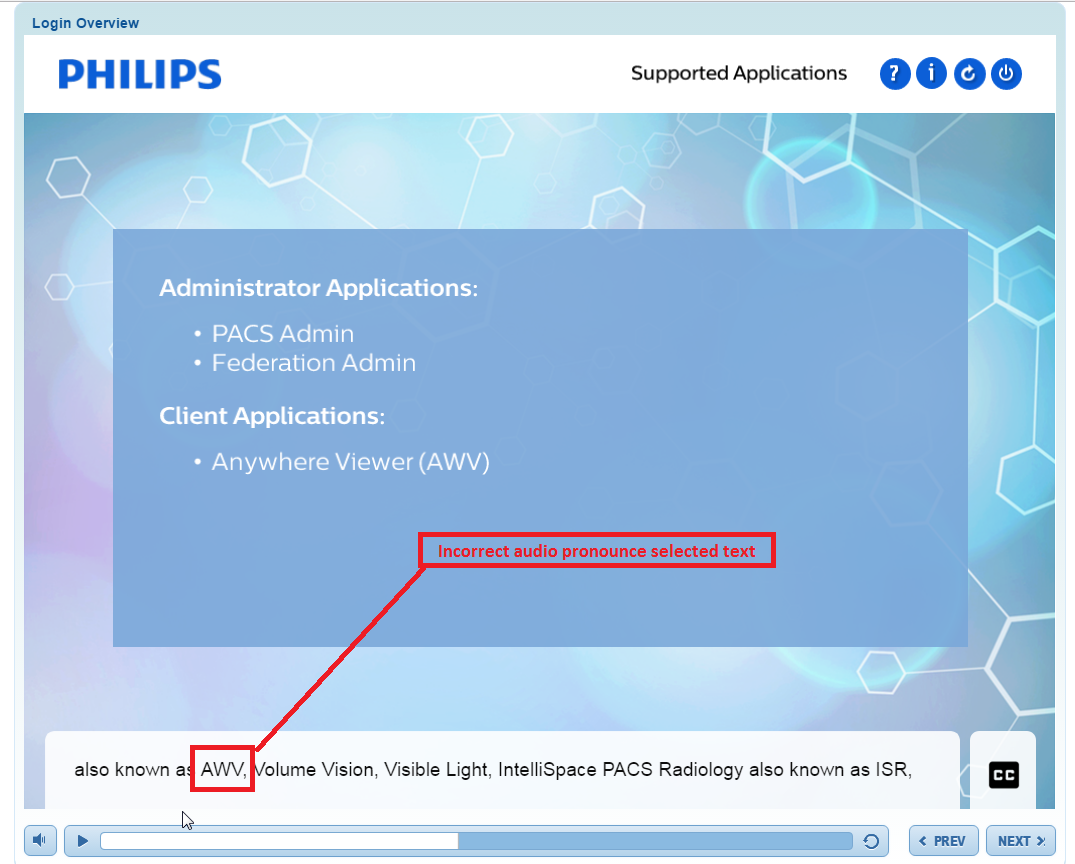 Login Overview
PHILIPS
Supported Applications
? i
Administrator Applications:
• PACS Admin
• Federation Admin
Client Applications:
• Anywhere Viewer (AWV)
Incorrect audio pronounce selected text
also known as AWV, Volume Vision, Visible Light, IntelliSpace PACS Radiology also known as ISR,
CC
PREV
NEXT